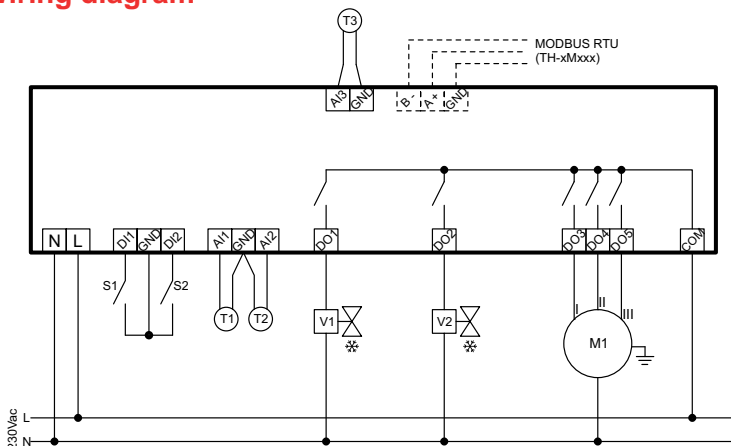 wiring diagram
T3
MODBUS RTU
(TH-xMxxx)
AI3 GND B - A + GND
N L DI1 GND DI2 AI1 GND AI2 DO1 DO2 DO3 DO4 DO5 COM
S1 S2
T1 T2 V1 V2 I II III
M1
230Vac L
N